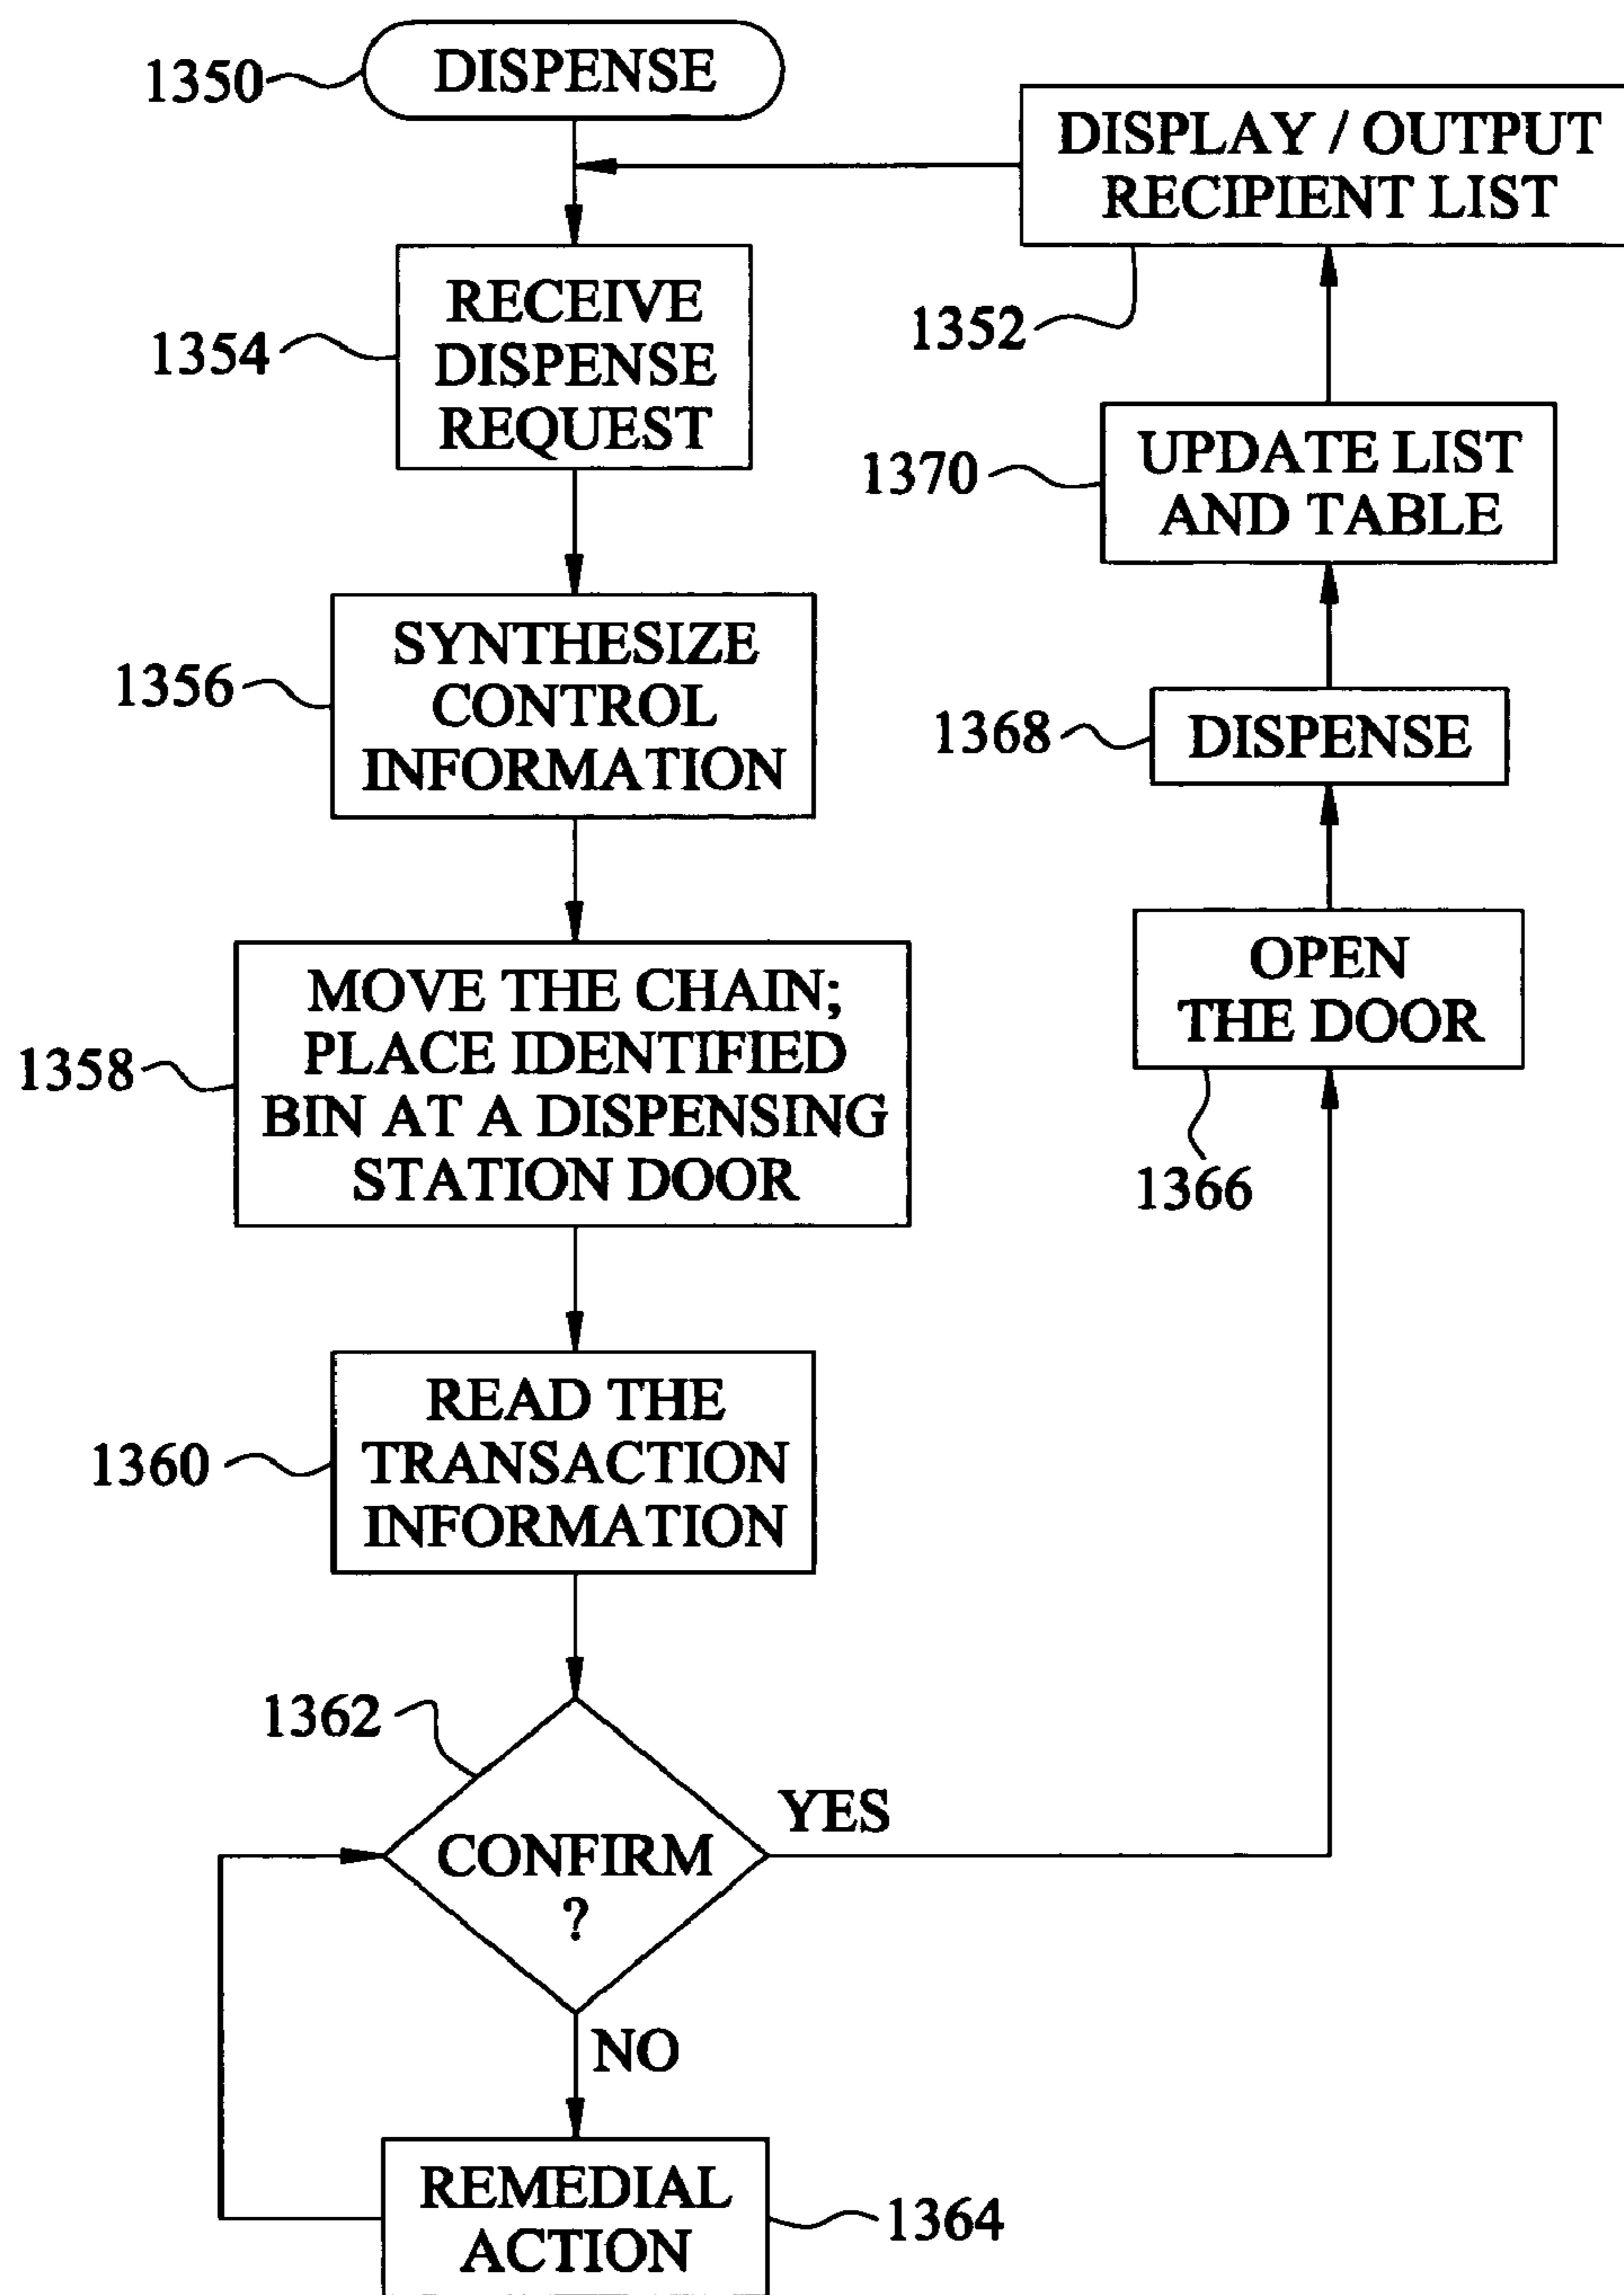 1350
DISPENSE
DISPLAY / OUTPUT
RECIPIENT LIST
1352
1354
RECEIVE
DISPENSE
REQUEST
1370
UPDATE LIST
AND TABLE
1356
SYNTHESIZE
CONTROL
INFORMATION
1368
DISPENSE
1358
MOVE THE CHAIN;
PLACE IDENTIFIED
BIN AT A DISPENSING
STATION DOOR
OPEN
THE DOOR
1366
1360
READ THE
TRANSACTION
INFORMATION
1362
CONFIRM
?
YES
NO
REMEDIAL
ACTION
1364